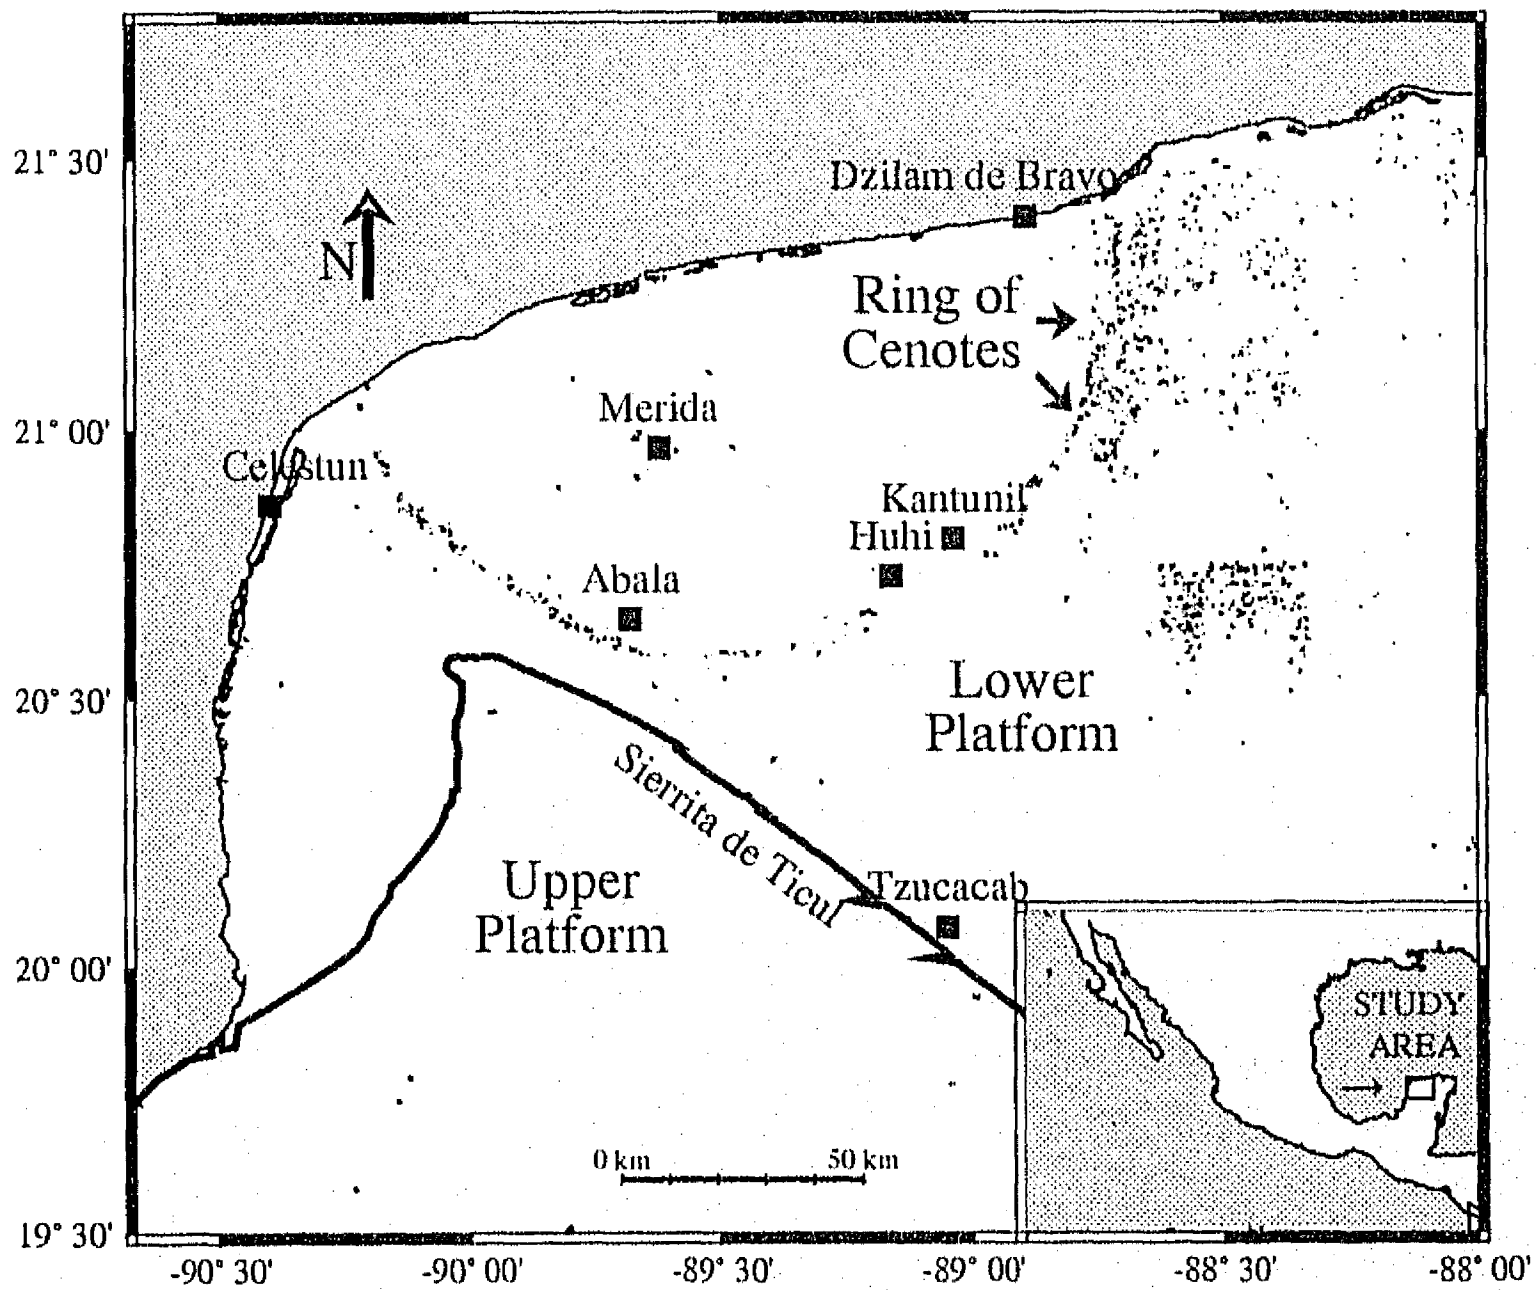 21° 30'
21° 00'
20° 30'
20° 00'
19° 30'
-90° 30'
-90° 00'
-89° 30'
-89° 00'
-88° 30'
-88° 00'
N
Dzilam de Bravo
Ring of
Cenotes
Merida
Celestun
Kantunil
Huhi
Abala
Lower
Platform
Sierrita de Ticul
Upper
Platform
Tzucacab
STUDY
AREA
0 km
50 km